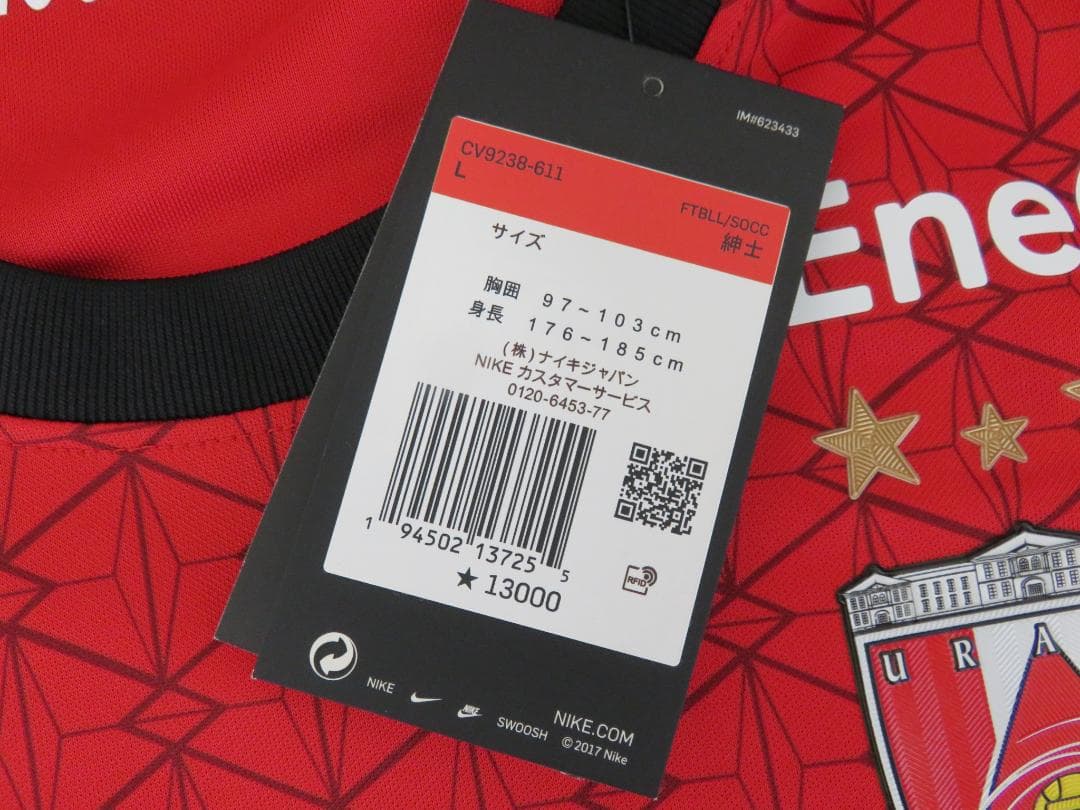 IM#623433
CV9238-611
L
FTBLL/SOCC
紳士
サイズ
胸囲 97~103cm
身長 176~185cm
(株)ナイキジャパン
NIKE カスタマーサービス
0120-6453-77
1 94502 13725 5
★13000
RFID
NIKE
SWOOSH
NIKE.COM
©2017 Nike
Ene
URA